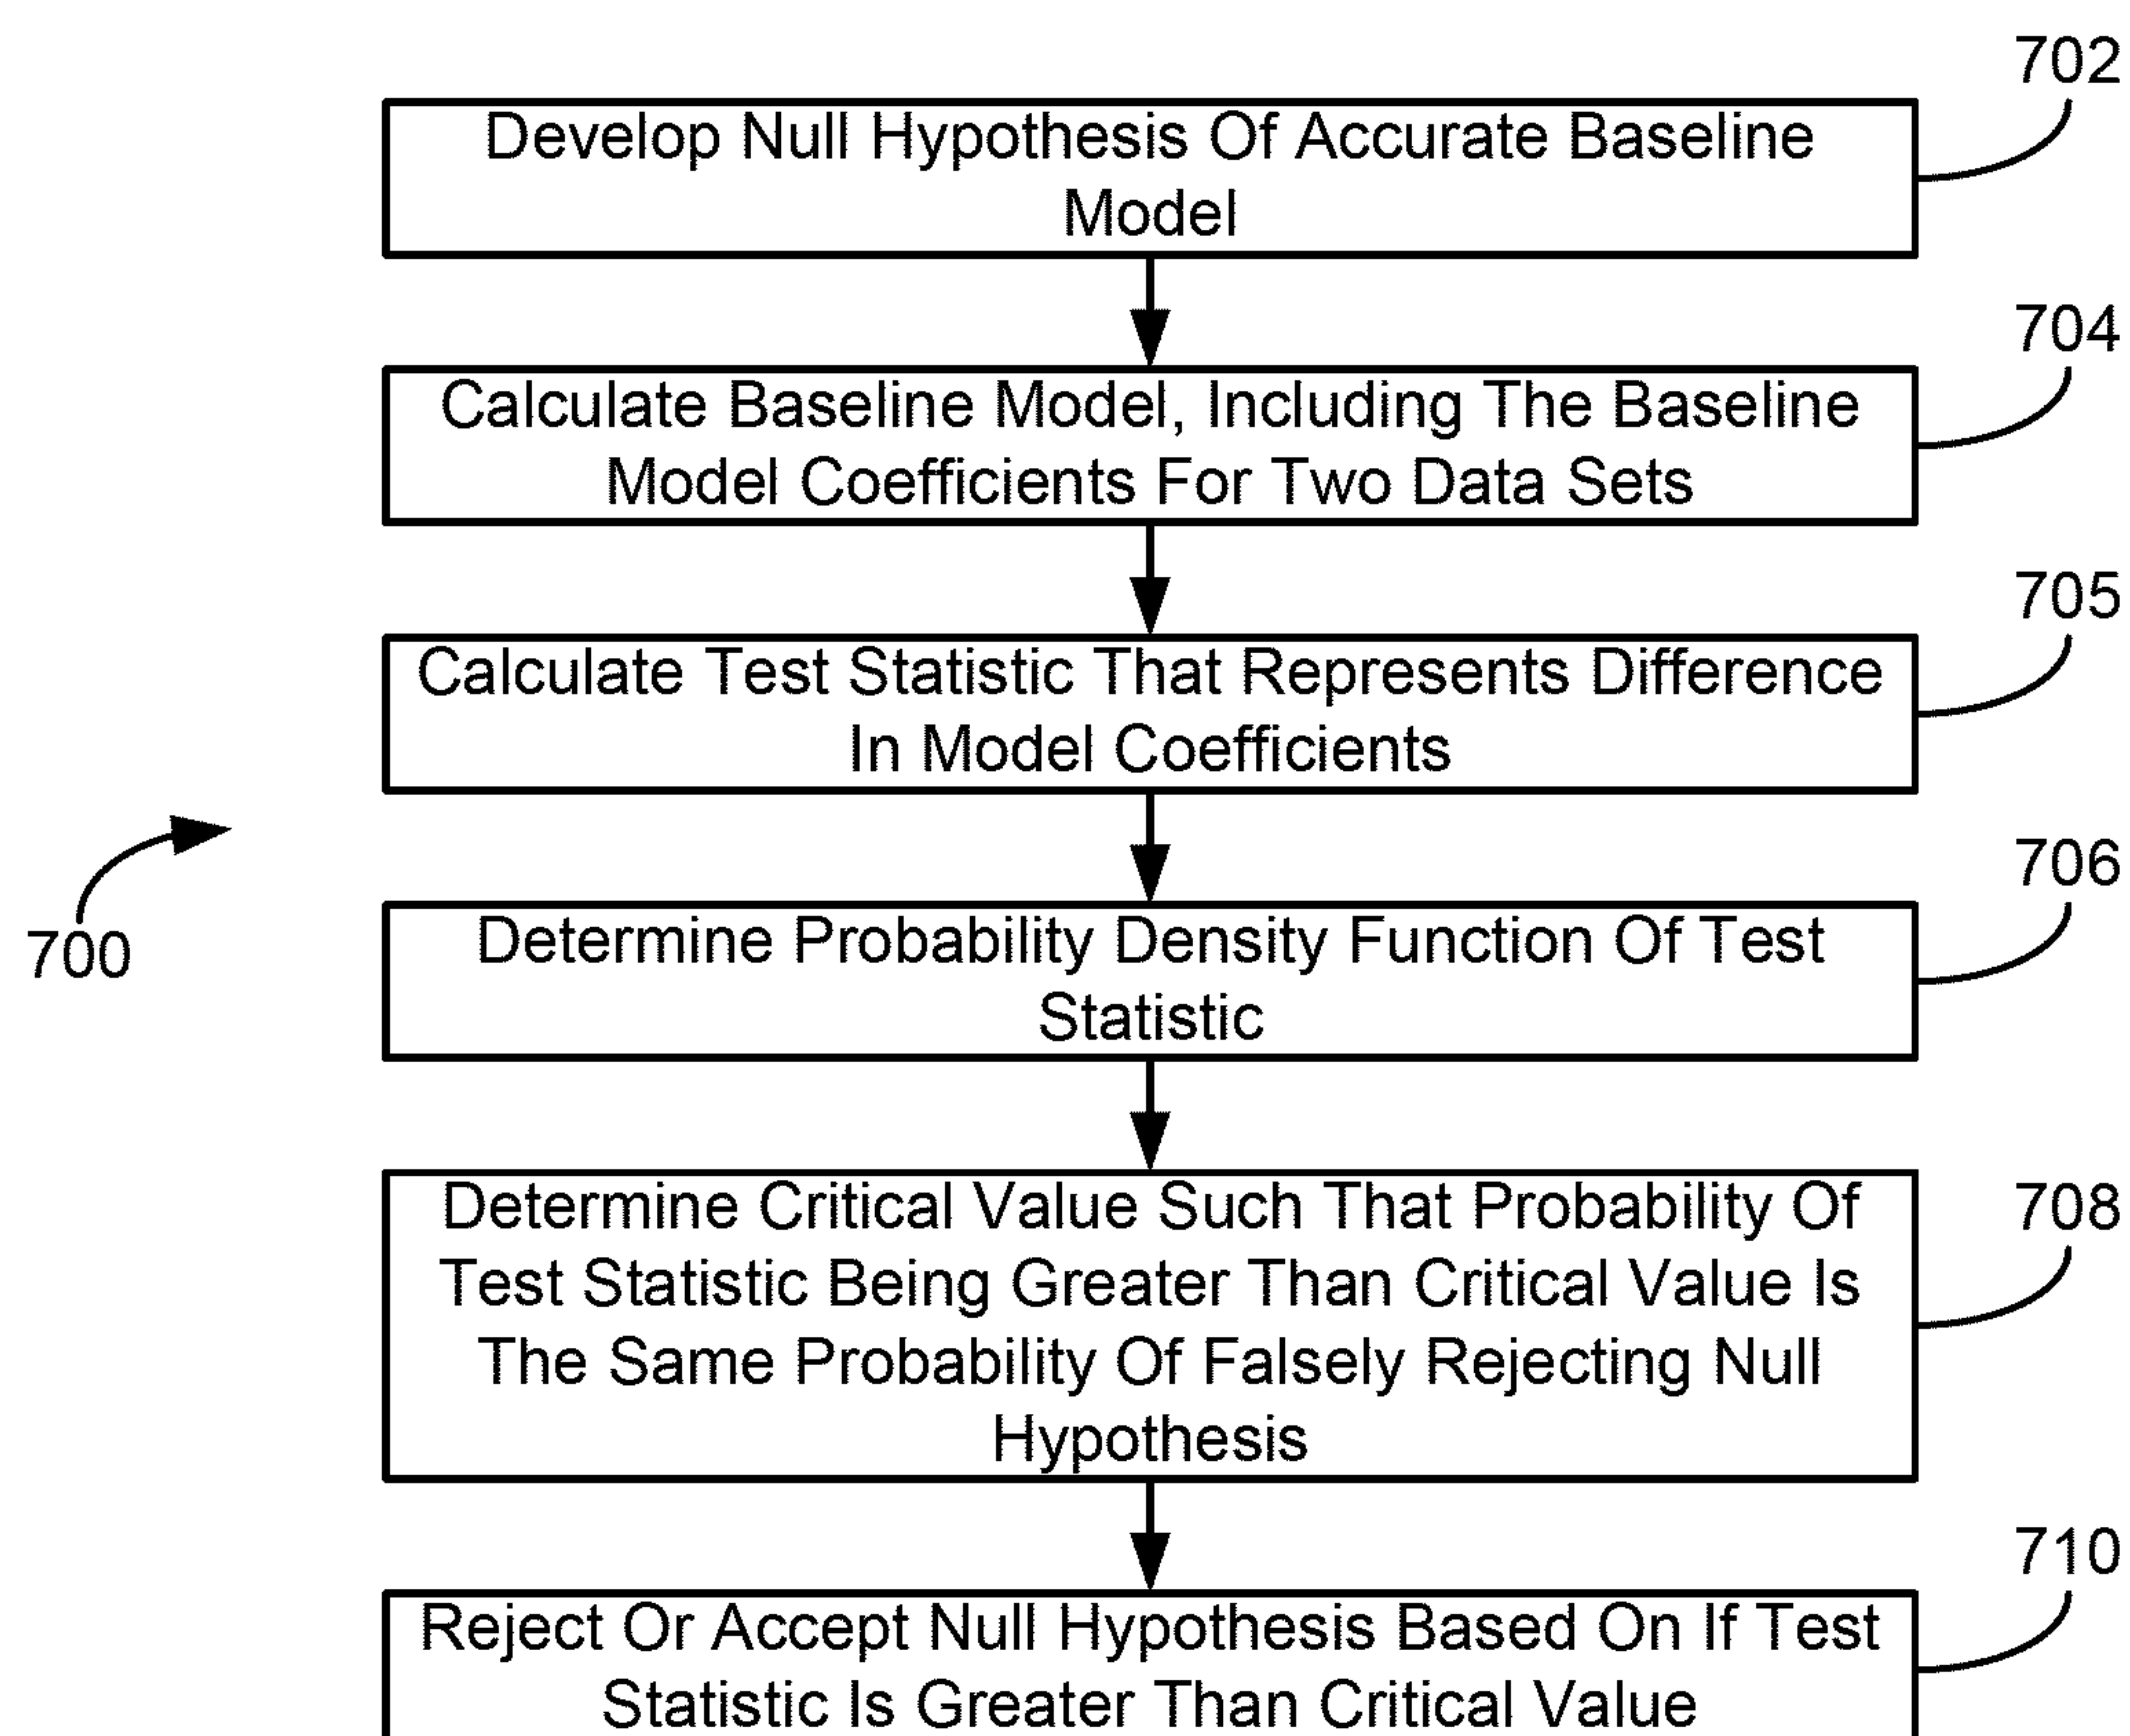 702
Develop Null Hypothesis Of Accurate Baseline
Model
704
Calculate Baseline Model, Including The Baseline
Model Coefficients For Two Data Sets
705
Calculate Test Statistic That Represents Difference
In Model Coefficients
700
706
Determine Probability Density Function Of Test
Statistic
708
Determine Critical Value Such That Probability Of
Test Statistic Being Greater Than Critical Value Is
The Same Probability Of Falsely Rejecting Null
Hypothesis
710
Reject Or Accept Null Hypothesis Based On If Test
Statistic Is Greater Than Critical Value